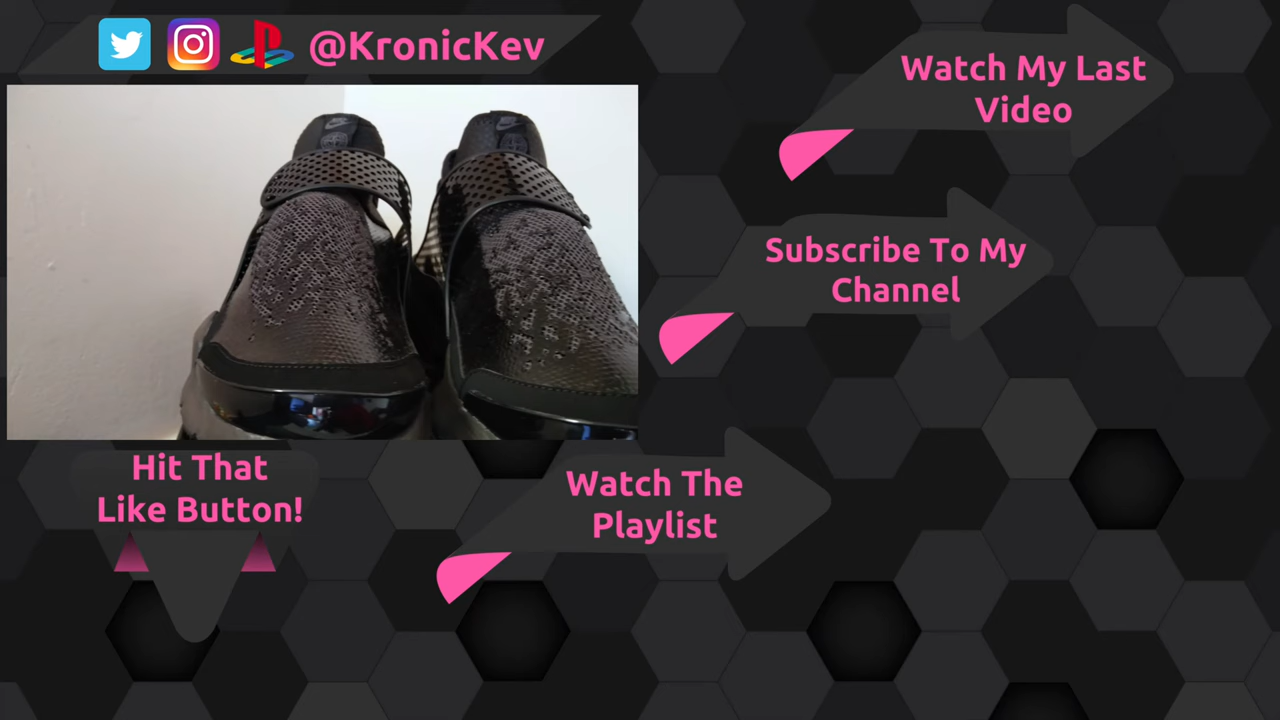 @KronicKev
Watch My Last
Video
Subscribe To My
Channel
Hit That
Like Button!
Watch The
Playlist